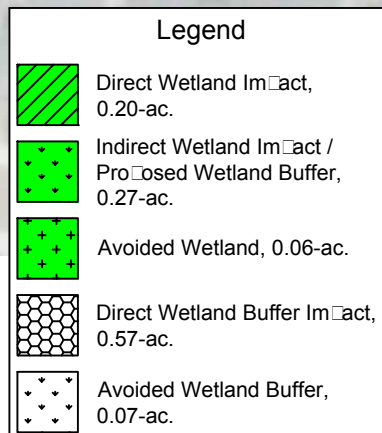 Legend
Direct Wetland Im□act,
0.20-ac.
Indirect Wetland Im□act /
Pro□osed Wetland Buffer,
0.27-ac.
Avoided Wetland, 0.06-ac.
Direct Wetland Buffer Im□act,
0.57-ac.
Avoided Wetland Buffer,
0.07-ac.